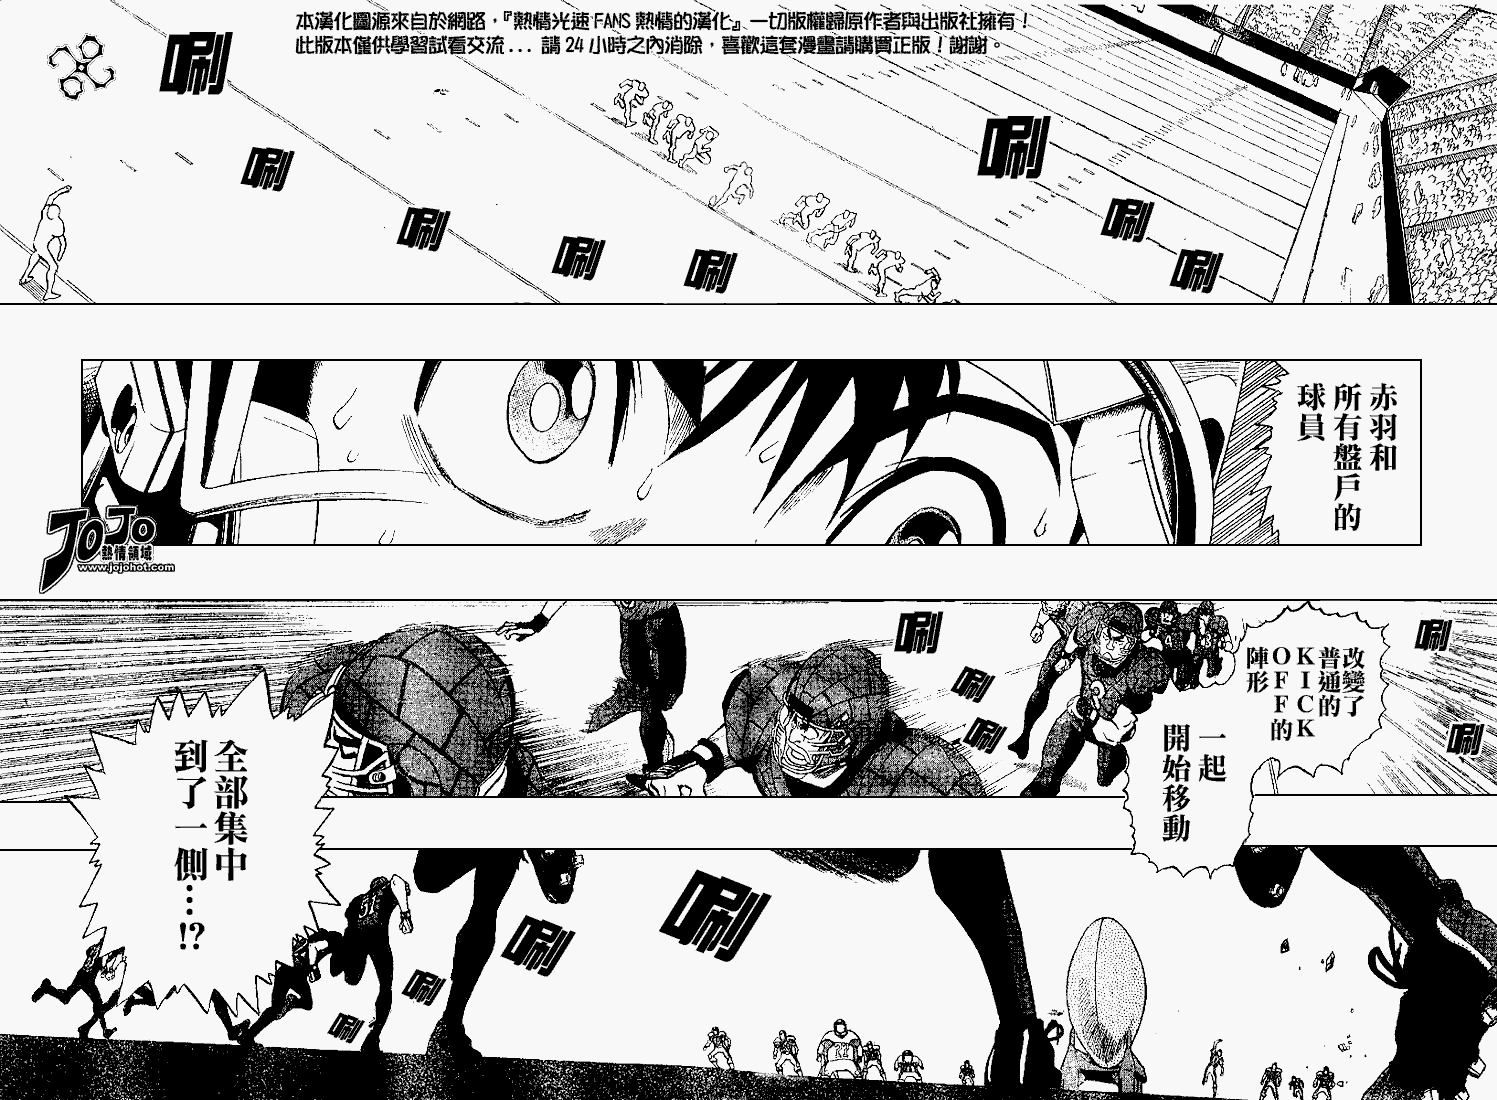 本漢化圖源來自於網路，『熱情光速 FANS 熱情的漢化』一切版權歸原作者與出版社擁有！
此版本僅供學習試看交流... 請 24 小時之內消除，喜歡這套漫畫請購買正版！謝謝。
唰
唰
唰
唰
唰
唰
唰
唰
赤羽和
所有盤戶的
球員
JOJO
熱情領域
www.jojohot.com
改變了
普通的
KICK
OFF的
陣形
一起
開始移動
唰
唰
唰
唰
唰
全部集中
到了一側…!?
唰
唰
唰
唰
51